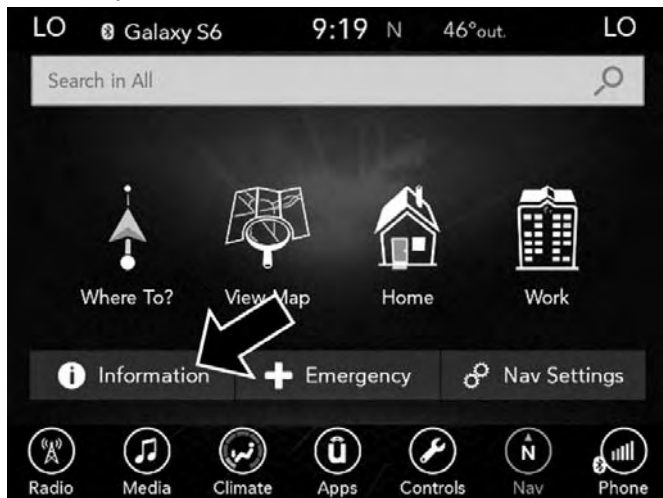 LO Galaxy S6 9:19 N 46°out. LO
Search in All
Where To? View Map Home Work
i Information Emergency Nav Settings
Radio Media Climate Apps Controls Nav Phone
N